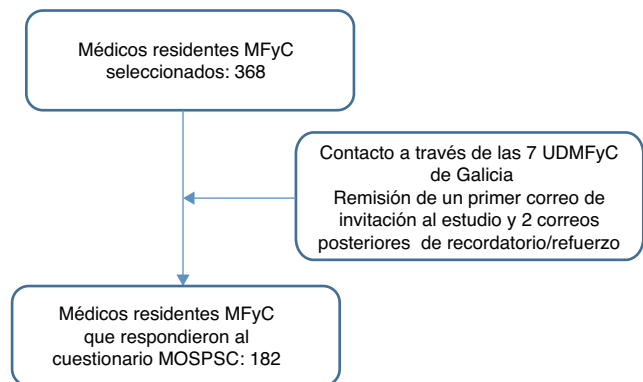 Médicos residentes MFyC
seleccionados: 368
Contacto a través de las 7 UDMFyC
de Galicia
Remisión de un primer correo de
invitación al estudio y 2 correos
posteriores de recordatorio/refuerzo
Médicos residentes MFyC
que respondieron al
cuestionario MOSPSC: 182